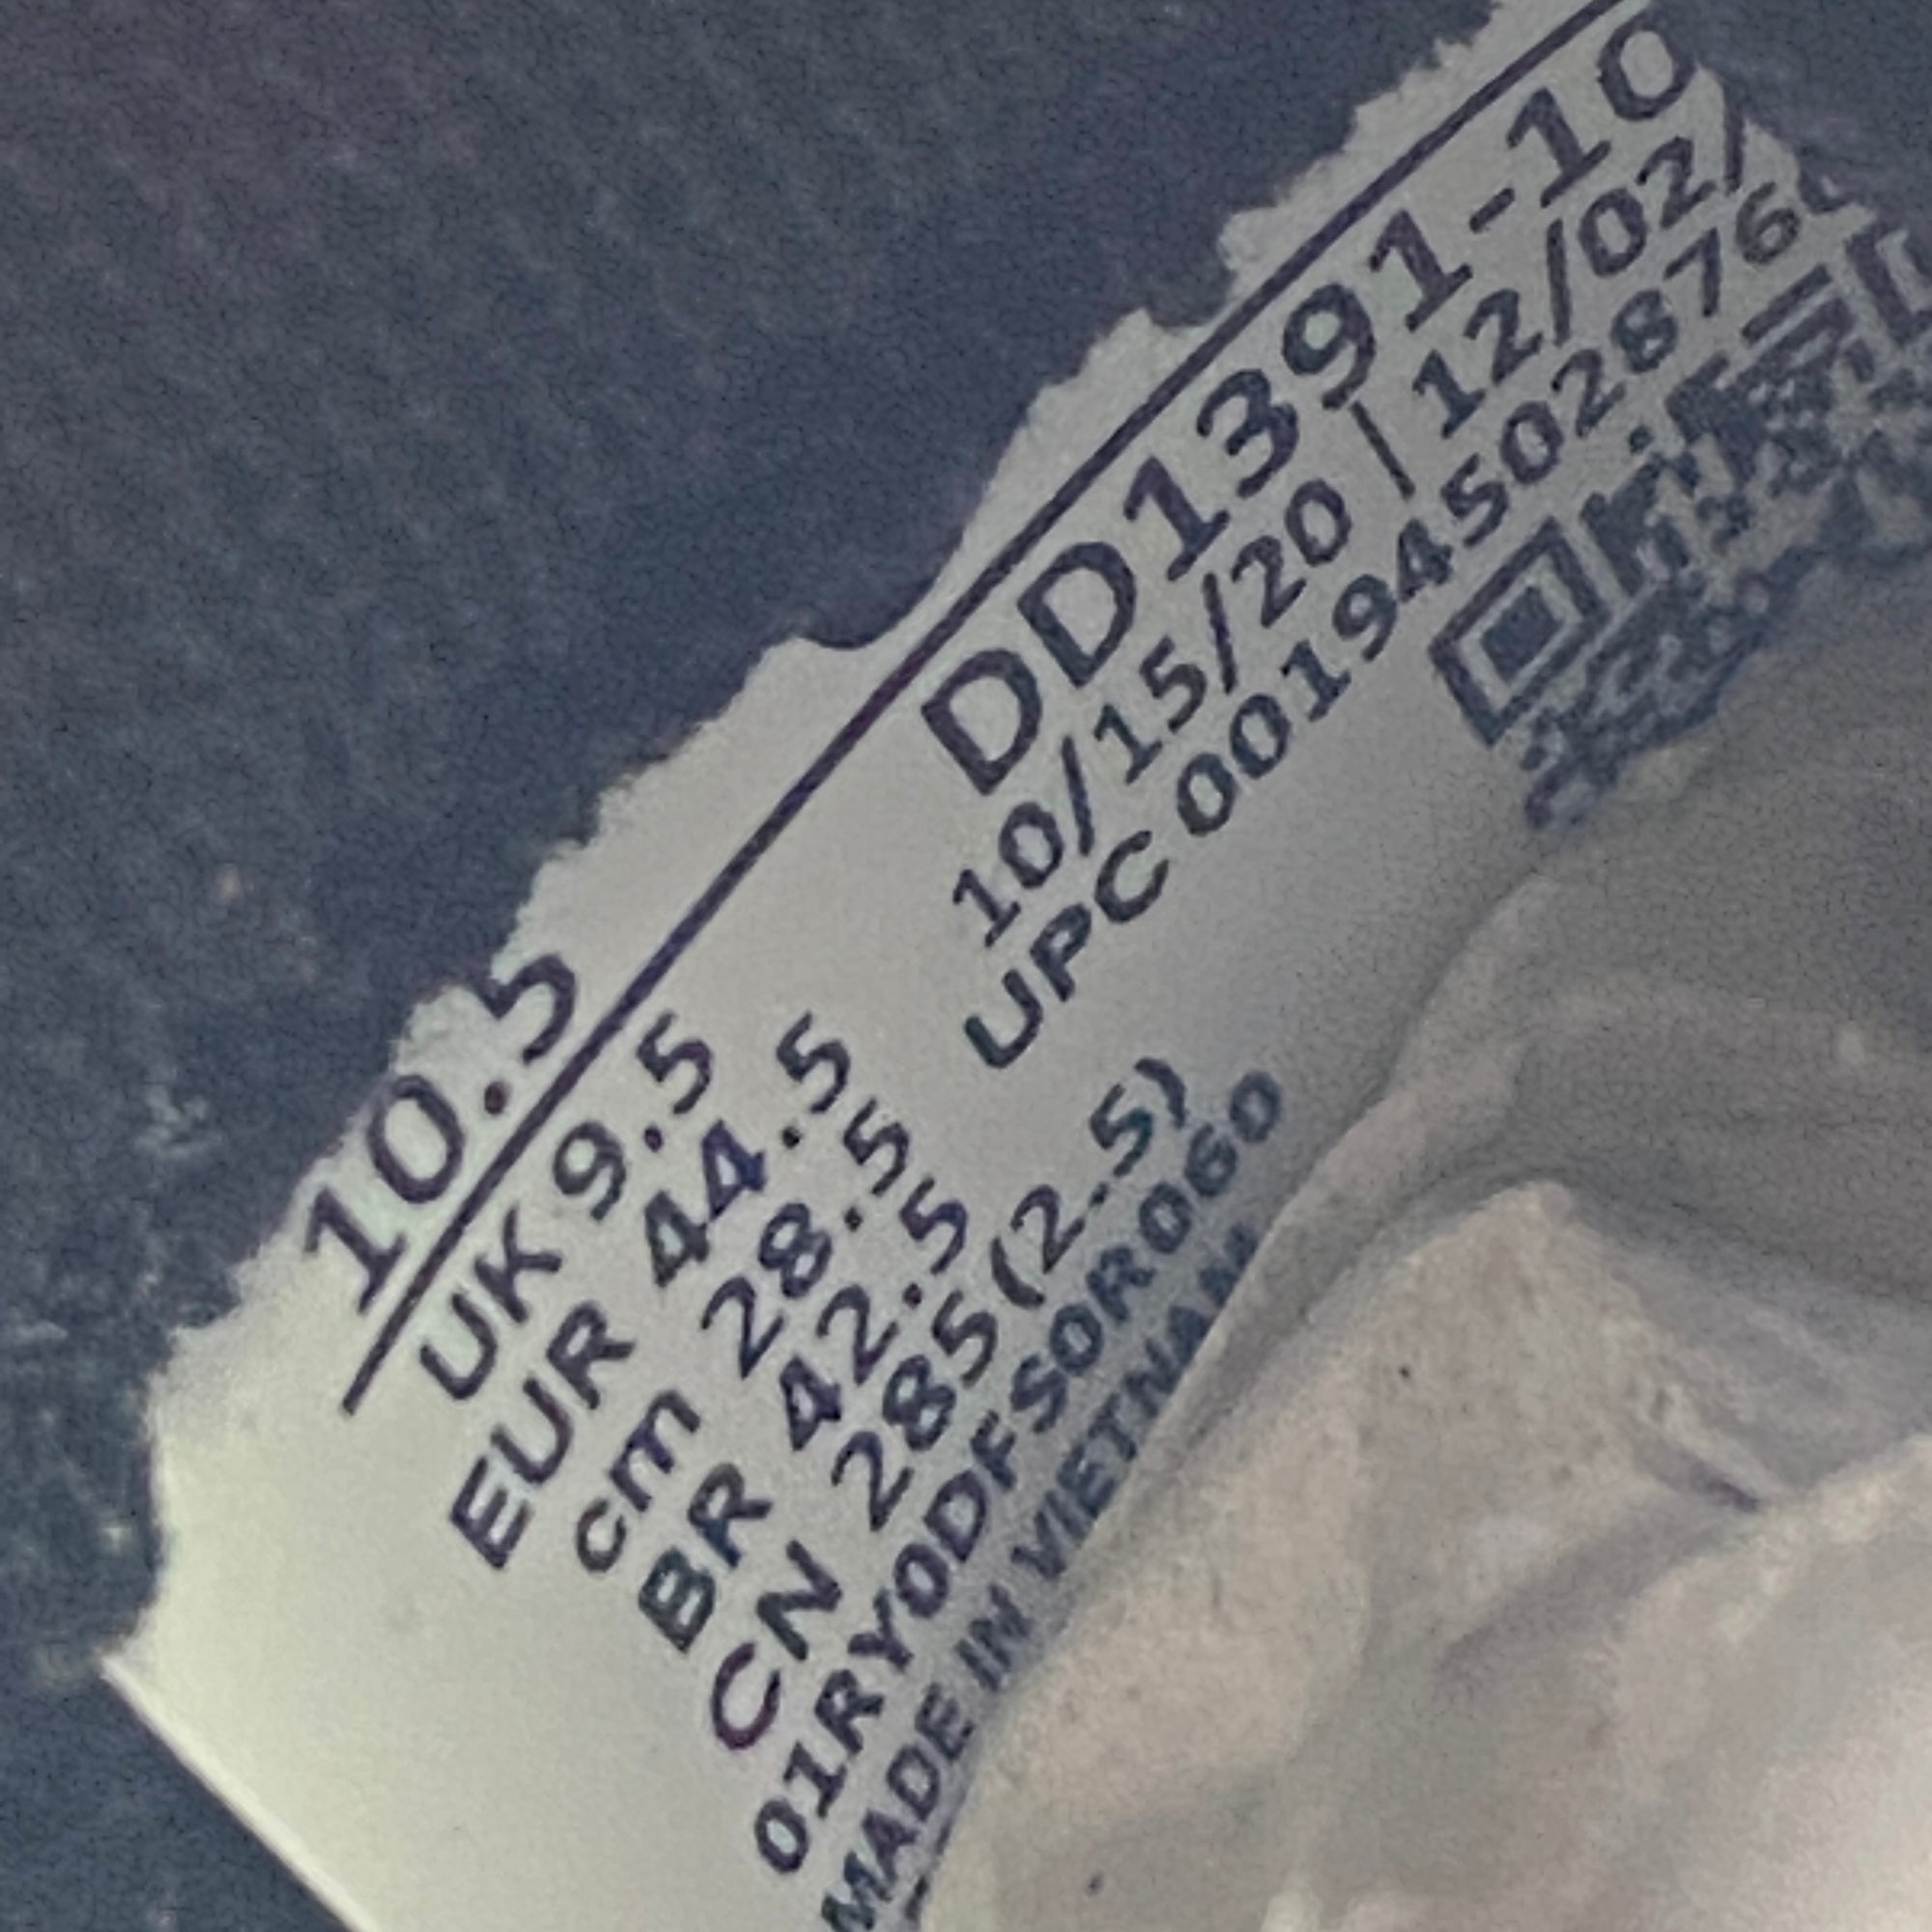 10.5
UK 9.5
EUR 44.5
cm 28.5
BR 42.5
CN 285(2.5)
01RY0DFSOR060
MADE IN VIETNAM
DD1391-10
10/15/20 | 12/02/
UPC 00194502876